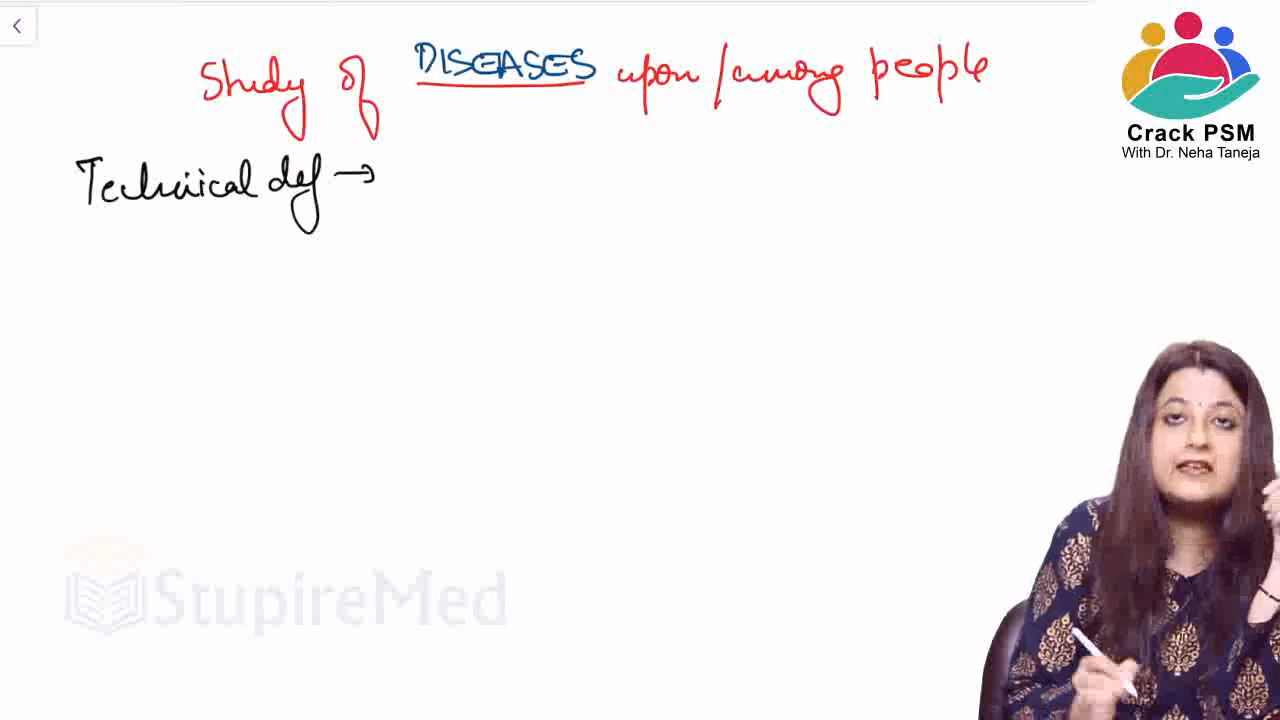 Study of DISEASES upon / among people
Technical def →
Crack PSM
With Dr. Neha Taneja
StupireMed